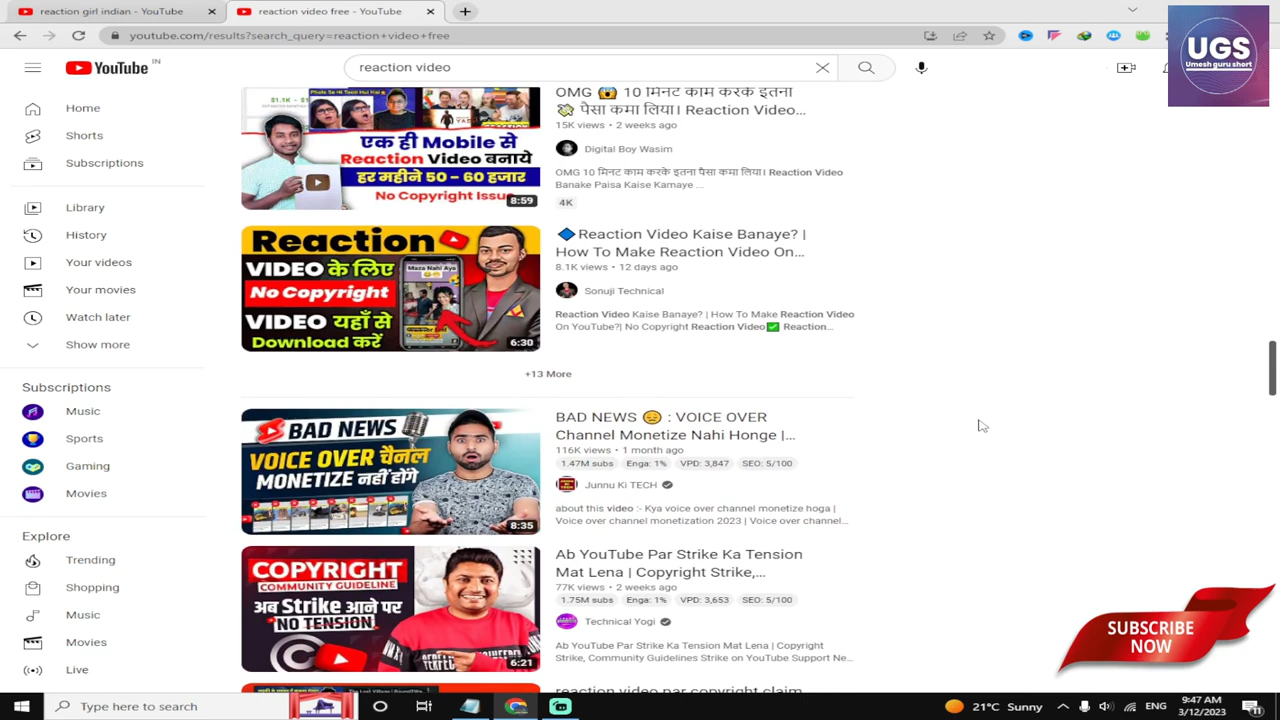 reaction girl indian - YouTube
reaction video free - YouTube
youtube.com/results?search_query=reaction+video+free
UGS
Umesh guru short
YouTube
IN
reaction video
Home
Shorts
Subscriptions
Library
History
Your videos
Your movies
Watch later
Show more
Subscriptions
Music
Sports
Gaming
Movies
Explore
Trending
Shopping
Music
Movies
Live
एक ही Mobile से
Reaction Video बनाये
हर महीने 50 - 60 हजार
No Copyright Issu
8:59
OMG 😱 10 मिनट काम करके इतना
💸 पैसा कमा लिया। Reaction Video...
15K views • 2 weeks ago
Digital Boy Wasim
OMG 10 मिनट काम करके इतना पैसा कमा लिया। Reaction Video
Banake Paisa Kaise Kamaye ...
4K
Reaction
VIDEO के लिए
No Copyright
VIDEO यहाँ से
Download करें
Maza Nahi Aya
6:30
🔷Reaction Video Kaise Banaye? |
How To Make Reaction Video On...
8.1K views • 12 days ago
Sonuji Technical
Reaction Video Kaise Banaye? | How To Make Reaction Video
On YouTube?| No Copyright Reaction Video✅ Reaction...
+13 More
BAD NEWS
VOICE OVER चैनल
MONETIZE नहीं होंगे
8:35
BAD NEWS 😑 : VOICE OVER
Channel Monetize Nahi Honge |...
116K views • 1 month ago
1.47M subs Enga: 1% VPD: 3,847 SEO: 5/100
Junnu Ki TECH
about this video :- Kya voice over channel monetize hoga |
Voice over channel monetization 2023 | Voice over channel...
COPYRIGHT
COMMUNITY GUIDELINE
अब Strike आने पर
NO TENSION
6:21
Ab YouTube Par Strike Ka Tension
Mat Lena | Copyright Strike,...
77K views • 2 weeks ago
1.75M subs Enga: 1% VPD: 3,653 SEO: 5/100
Technical Yogi
Ab YouTube Par Strike Ka Tension Mat Lena | Copyright
Strike, Community Guidelines Strike on YouTube Support Ne...
reaction video par copyright claim
SUBSCRIBE
NOW
Type here to search
21°C Sunny
ENG
9:47 AM
3/12/2023